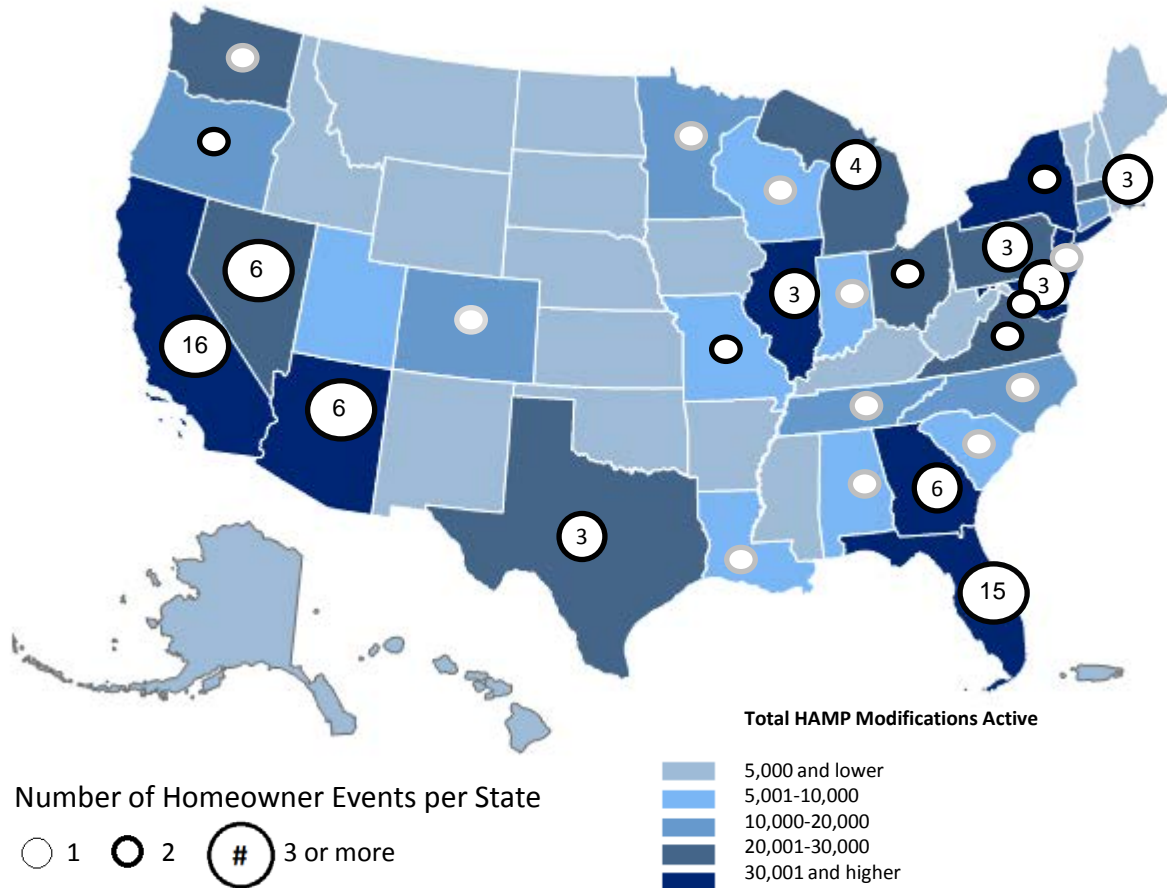 4
3
3
6
3
3
16
6
6
3
15
Total HAMP Modifications Active
5,000 and lower
5,001-10,000
10,000-20,000
20,001-30,000
30,001 and higher
Number of Homeowner Events per State
1 2 # 3 or more